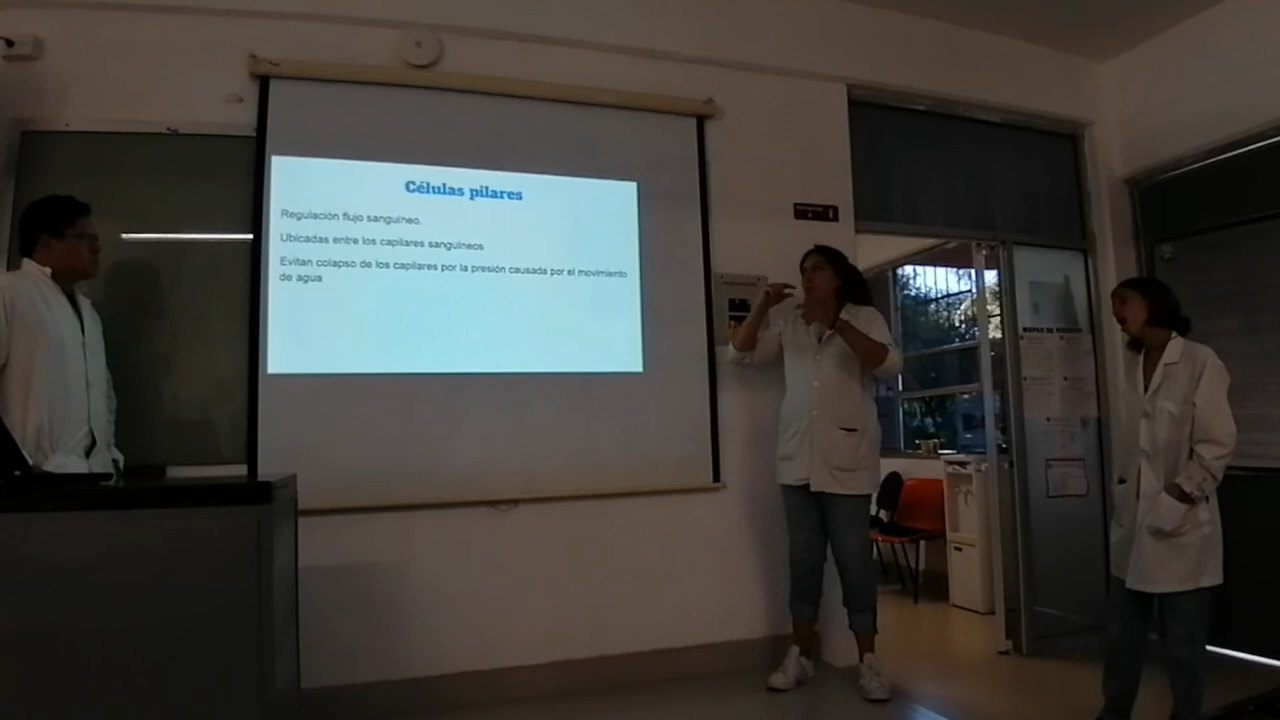 Células pilares
Regulación flujo sanguíneo.
Ubicadas entre los capilares sanguíneos
Evitan colapso de los capilares por la presión causada por el movimiento
de agua